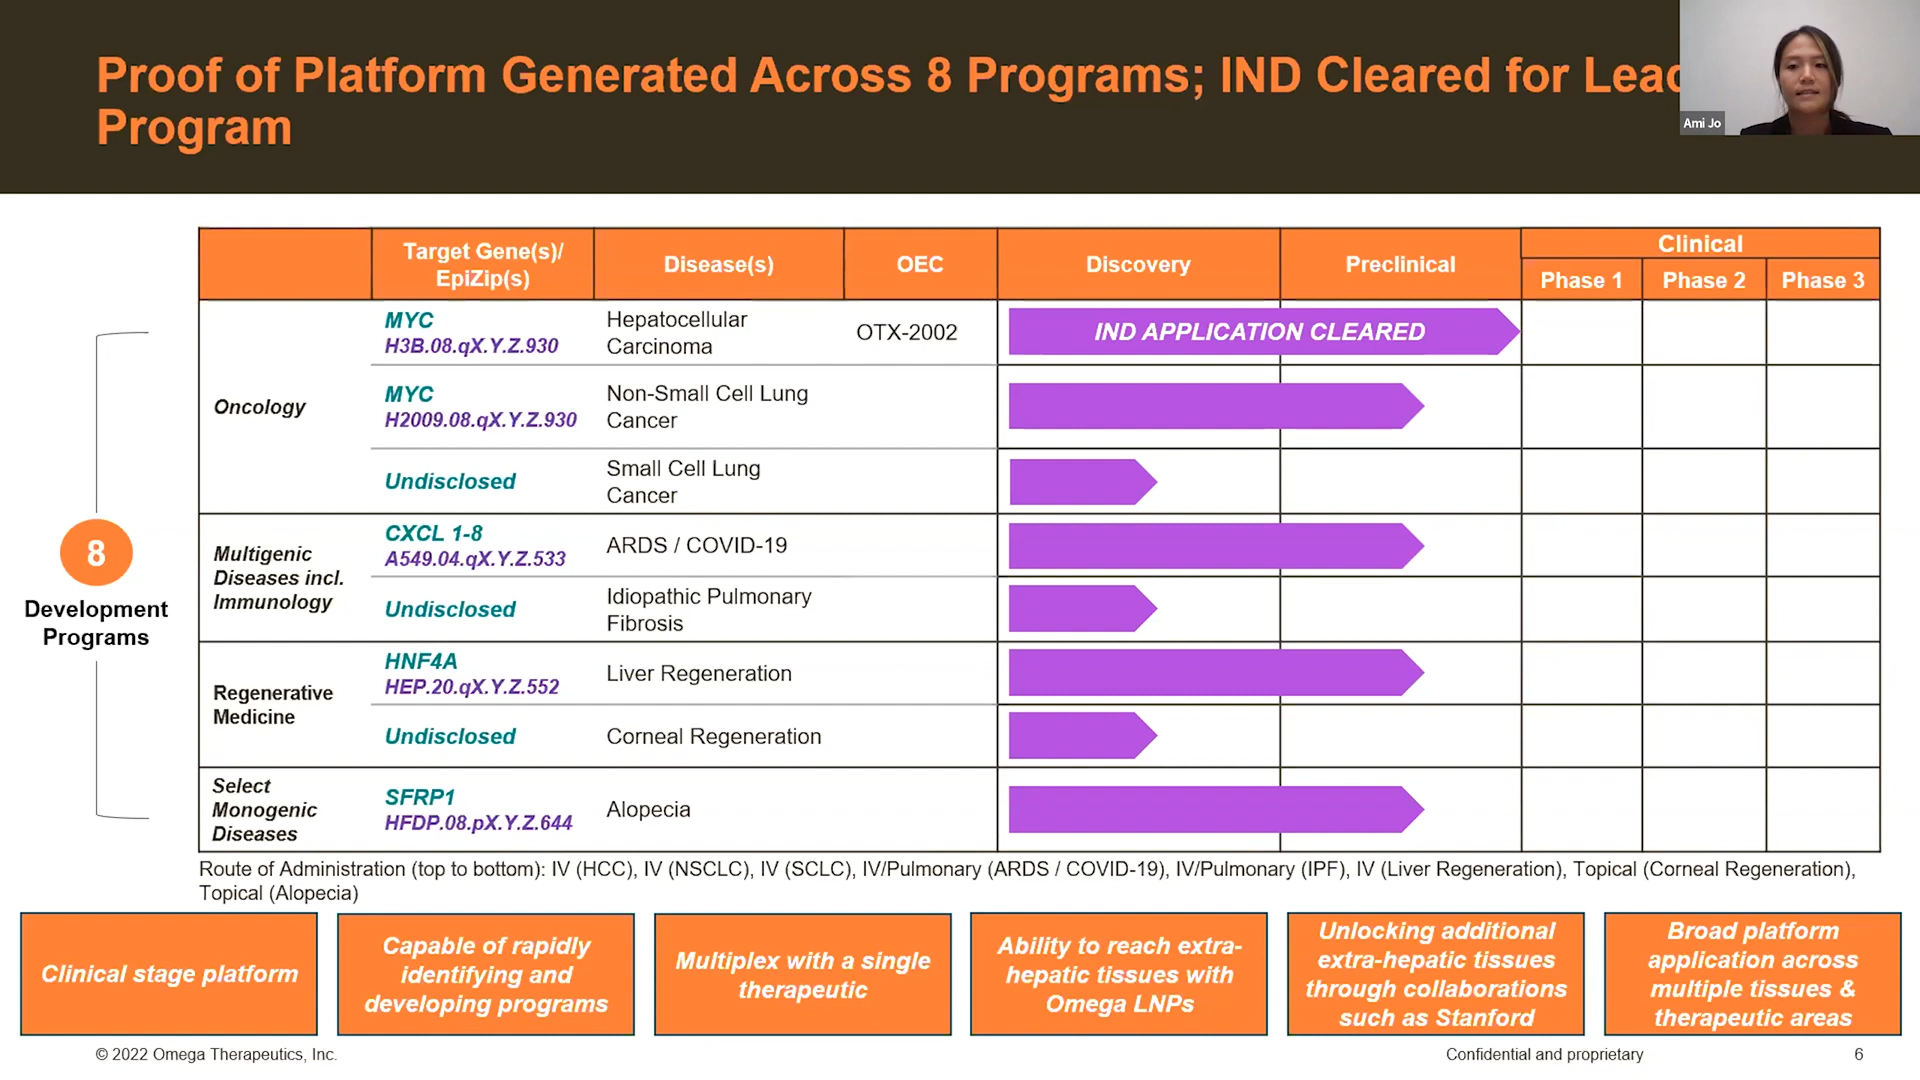 Proof of Platform Generated Across 8 Programs; IND Cleared for Lead
Program
Ami Jo
Target Gene(s)/
EpiZip(s)
Disease(s)
OEC
Discovery
Preclinical
Clinical
Phase 1
Phase 2
Phase 3
Oncology
MYC
H3B.08.qX.Y.Z.930
Hepatocellular
Carcinoma
OTX-2002
IND APPLICATION CLEARED
MYC
H2009.08.qX.Y.Z.930
Non-Small Cell Lung
Cancer
Undisclosed
Small Cell Lung
Cancer
8
Development
Programs
Multigenic
Diseases incl.
Immunology
CXCL 1-8
A549.04.qX.Y.Z.533
ARDS / COVID-19
Undisclosed
Idiopathic Pulmonary
Fibrosis
Regenerative
Medicine
HNF4A
HEP.20.qX.Y.Z.552
Liver Regeneration
Undisclosed
Corneal Regeneration
Select
Monogenic
Diseases
SFRP1
HFDP.08.pX.Y.Z.644
Alopecia
Route of Administration (top to bottom): IV (HCC), IV (NSCLC), IV (SCLC), IV/Pulmonary (ARDS / COVID-19), IV/Pulmonary (IPF), IV (Liver Regeneration), Topical (Corneal Regeneration),
Topical (Alopecia)
Clinical stage platform
Capable of rapidly
identifying and
developing programs
Multiplex with a single
therapeutic
Ability to reach extra-
hepatic tissues with
Omega LNPs
Unlocking additional
extra-hepatic tissues
through collaborations
such as Stanford
Broad platform
application across
multiple tissues &
therapeutic areas
© 2022 Omega Therapeutics, Inc.
Confidential and proprietary
6